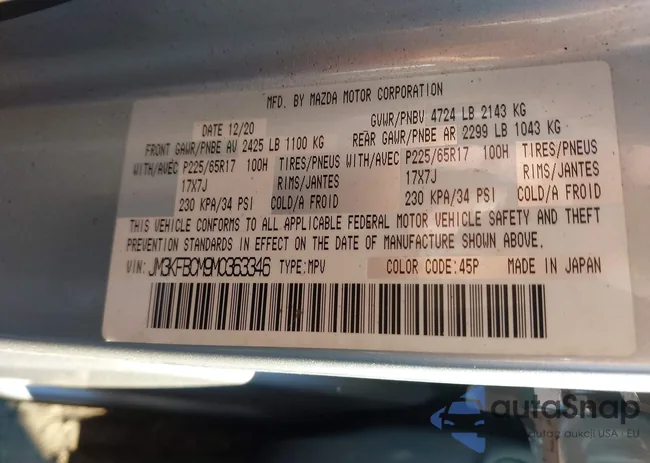 MFD. BY MAZDA MOTOR CORPORATION
DATE 12/20 GVWR/PNBV 4724 LB 2143 KG
FRONT GAWR/PNBE AV 2425 LB 1100 KG REAR GAWR/PNBE AR 2299 LB 1043 KG
WITH/AVEC P225/65R17 100H TIRES/PNEUS WITH/AVEC P225/65R17 100H TIRES/PNEUS
17X7J RIMS/JANTES 17X7J RIMS/JANTES
230 KPA/34 PSI COLD/A FROID 230 KPA/34 PSI COLD/A FROID
THIS VEHICLE CONFORMS TO ALL APPLICABLE FEDERAL MOTOR VEHICLE SAFETY AND THEFT
PREVENTION STANDARDS IN EFFECT ON THE DATE OF MANUFACTURE SHOWN ABOVE.
VIN: JM3KFBCM9M0363346 TYPE:MPV COLOR CODE:45P MADE IN JAPAN
autoSnap
auta z aukcji USA i EU